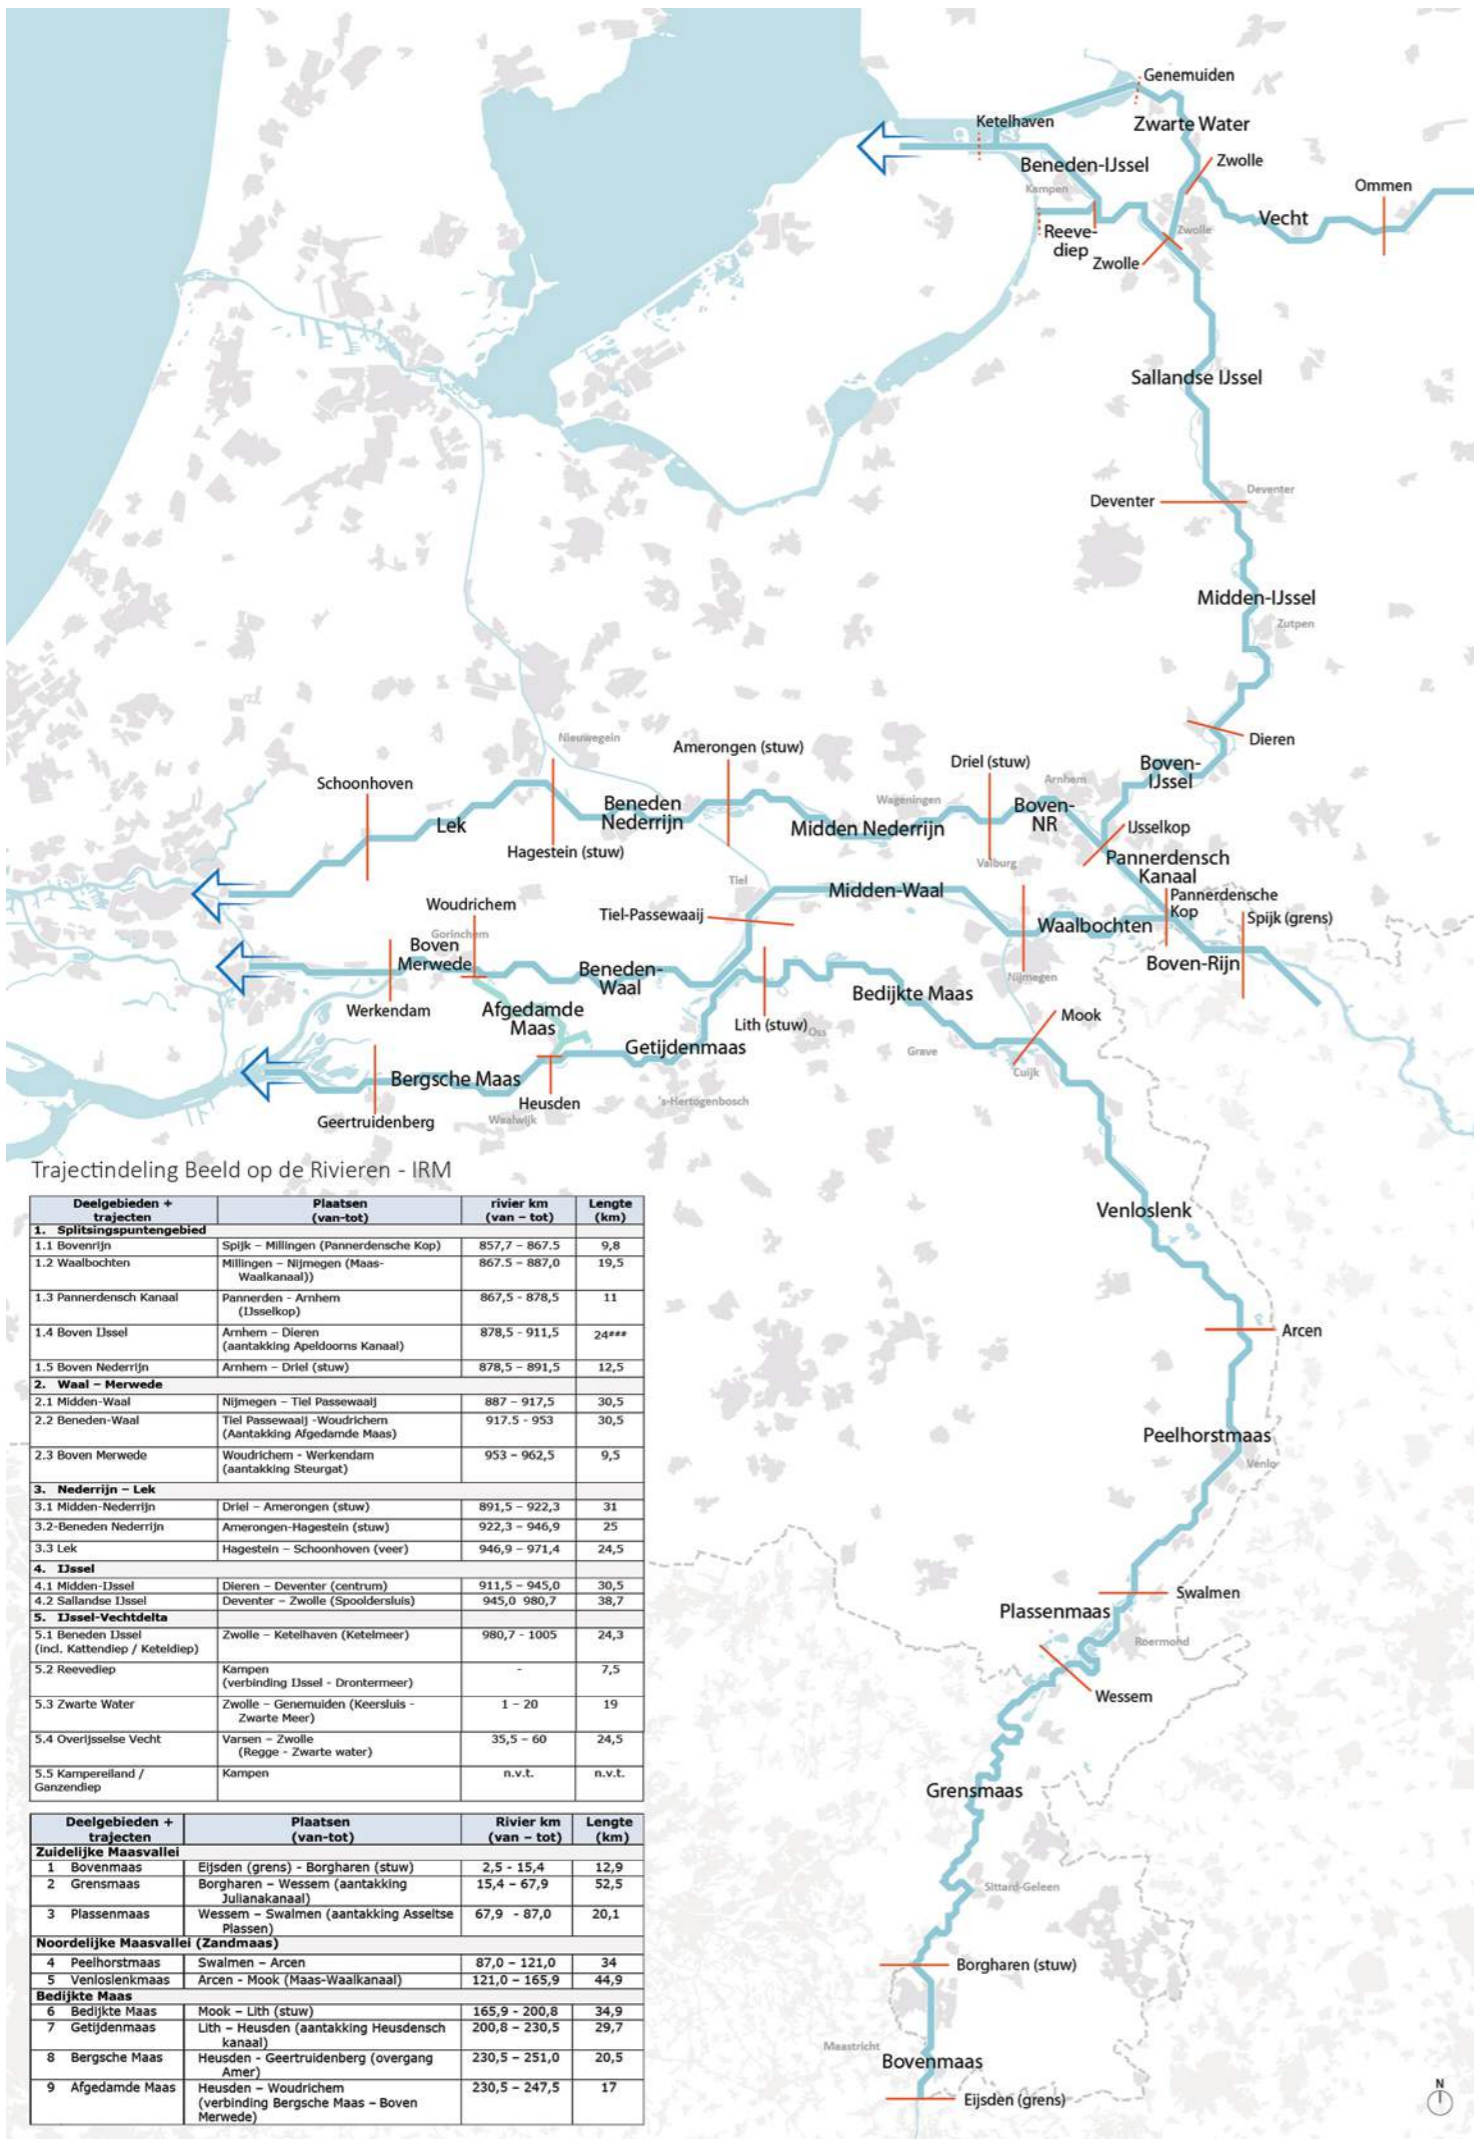 Genemuiden
Ketelhaven
Zwarte Water
Beneden-IJssel
Zwolle
Kampen
Ommen
Vecht
Reeve-
diep
Zwolle
Zwolle
Sallandse IJssel
Deventer
Deventer
Midden-IJssel
Zutpen
Dieren
Nieuwegein
Amerongen (stuw)
Driel (stuw)
Boven-
IJssel
Arnhem
Schoonhoven
Beneden
Nederrijn
Wageningen
Boven-
NR
Lek
Midden Nederrijn
IJsselkop
Hagestein (stuw)
Valburg
Pannerdensch
Kanaal
Tiel
Midden-Waal
Pannerdensche
Kop
Woudrichem
Tiel-Passewaaij
Waalbochten
Spijk (grens)
Gorinchem
Boven
Merwede
Beneden-
Waal
Nijmegen
Boven-Rijn
Bedijkte Maas
Werkendam
Afgedamde
Maas
Lith (stuw)
Oss
Mook
Getijdenmaas
Grave
Cuijk
Bergsche Maas
Heusden
's-Hertogenbosch
Geertruidenberg
Waalwijk
Trajectindeling Beeld op de Rivieren - IRM
Deelgebieden + trajecten Plaatsen (van-tot) rivier km (van – tot) Lengte (km)
1. Splitsingspuntengebied
1.1 Bovenrijn Spijk – Millingen (Pannerdensche Kop) 857,7 – 867.5 9,8
1.2 Waalbochten Millingen – Nijmegen (Maas-Waalkanaal)) 867.5 – 887,0 19,5
1.3 Pannerdensch Kanaal Pannerden - Arnhem (IJsselkop) 867,5 - 878,5 11
1.4 Boven IJssel Arnhem – Dieren (aantakking Apeldoorns Kanaal) 878,5 - 911,5 24###
1.5 Boven Nederrijn Arnhem – Driel (stuw) 878,5 – 891,5 12,5
2. Waal – Merwede
2.1 Midden-Waal Nijmegen – Tiel Passewaaij 887 – 917,5 30,5
2.2 Beneden-Waal Tiel Passewaaij -Woudrichem (Aantakking Afgedamde Maas) 917.5 - 953 30,5
2.3 Boven Merwede Woudrichem - Werkendam (aantakking Steurgat) 953 – 962,5 9,5
3. Nederrijn – Lek
3.1 Midden-Nederrijn Driel – Amerongen (stuw) 891,5 – 922,3 31
3.2-Beneden Nederrijn Amerongen-Hagestein (stuw) 922,3 – 946,9 25
3.3 Lek Hagestein – Schoonhoven (veer) 946,9 – 971,4 24,5
4. IJssel
4.1 Midden-IJssel Dieren – Deventer (centrum) 911,5 – 945,0 30,5
4.2 Sallandse IJssel Deventer – Zwolle (Spooldersluis) 945,0 980,7 38,7
5. IJssel-Vechtdelta
5.1 Beneden IJssel (incl. Kattendiep / Keteldiep) Zwolle – Ketelhaven (Ketelmeer) 980,7 - 1005 24,3
5.2 Reevediep Kampen (verbinding IJssel - Drontermeer) - 7,5
5.3 Zwarte Water Zwolle – Genemuiden (Keersluis - Zwarte Meer) 1 – 20 19
5.4 Overijsselse Vecht Varsen – Zwolle (Regge - Zwarte water) 35,5 – 60 24,5
5.5 Kampereiland / Ganzendiep Kampen n.v.t. n.v.t.
Deelgebieden + trajecten Plaatsen (van-tot) Rivier km (van – tot) Lengte (km)
Zuidelijke Maasvallei
1 Bovenmaas Eijsden (grens) - Borgharen (stuw) 2,5 - 15,4 12,9
2 Grensmaas Borgharen – Wessem (aantakking Julianakanaal) 15,4 – 67,9 52,5
3 Plassenmaas Wessem – Swalmen (aantakking Asseltse Plassen) 67,9 - 87,0 20,1
Noordelijke Maasvallei (Zandmaas)
4 Peelhorstmaas Swalmen – Arcen 87,0 – 121,0 34
5 Venloslenkmaas Arcen - Mook (Maas-Waalkanaal) 121,0 – 165,9 44,9
Bedijkte Maas
6 Bedijkte Maas Mook – Lith (stuw) 165,9 - 200,8 34,9
7 Getijdenmaas Lith – Heusden (aantakking Heusdensch kanaal) 200,8 – 230,5 29,7
8 Bergsche Maas Heusden - Geertruidenberg (overgang Amer) 230,5 – 251,0 20,5
9 Afgedamde Maas Heusden – Woudrichem (verbinding Bergsche Maas – Boven Merwede) 230,5 – 247,5 17
Venloslenk
Arcen
Peelhorstmaas
Venlo
Swalmen
Plassenmaas
Roermond
Wessem
Grensmaas
Sittard-Geleen
Borgharen (stuw)
Maastricht
Bovenmaas
Eijsden (grens)
N